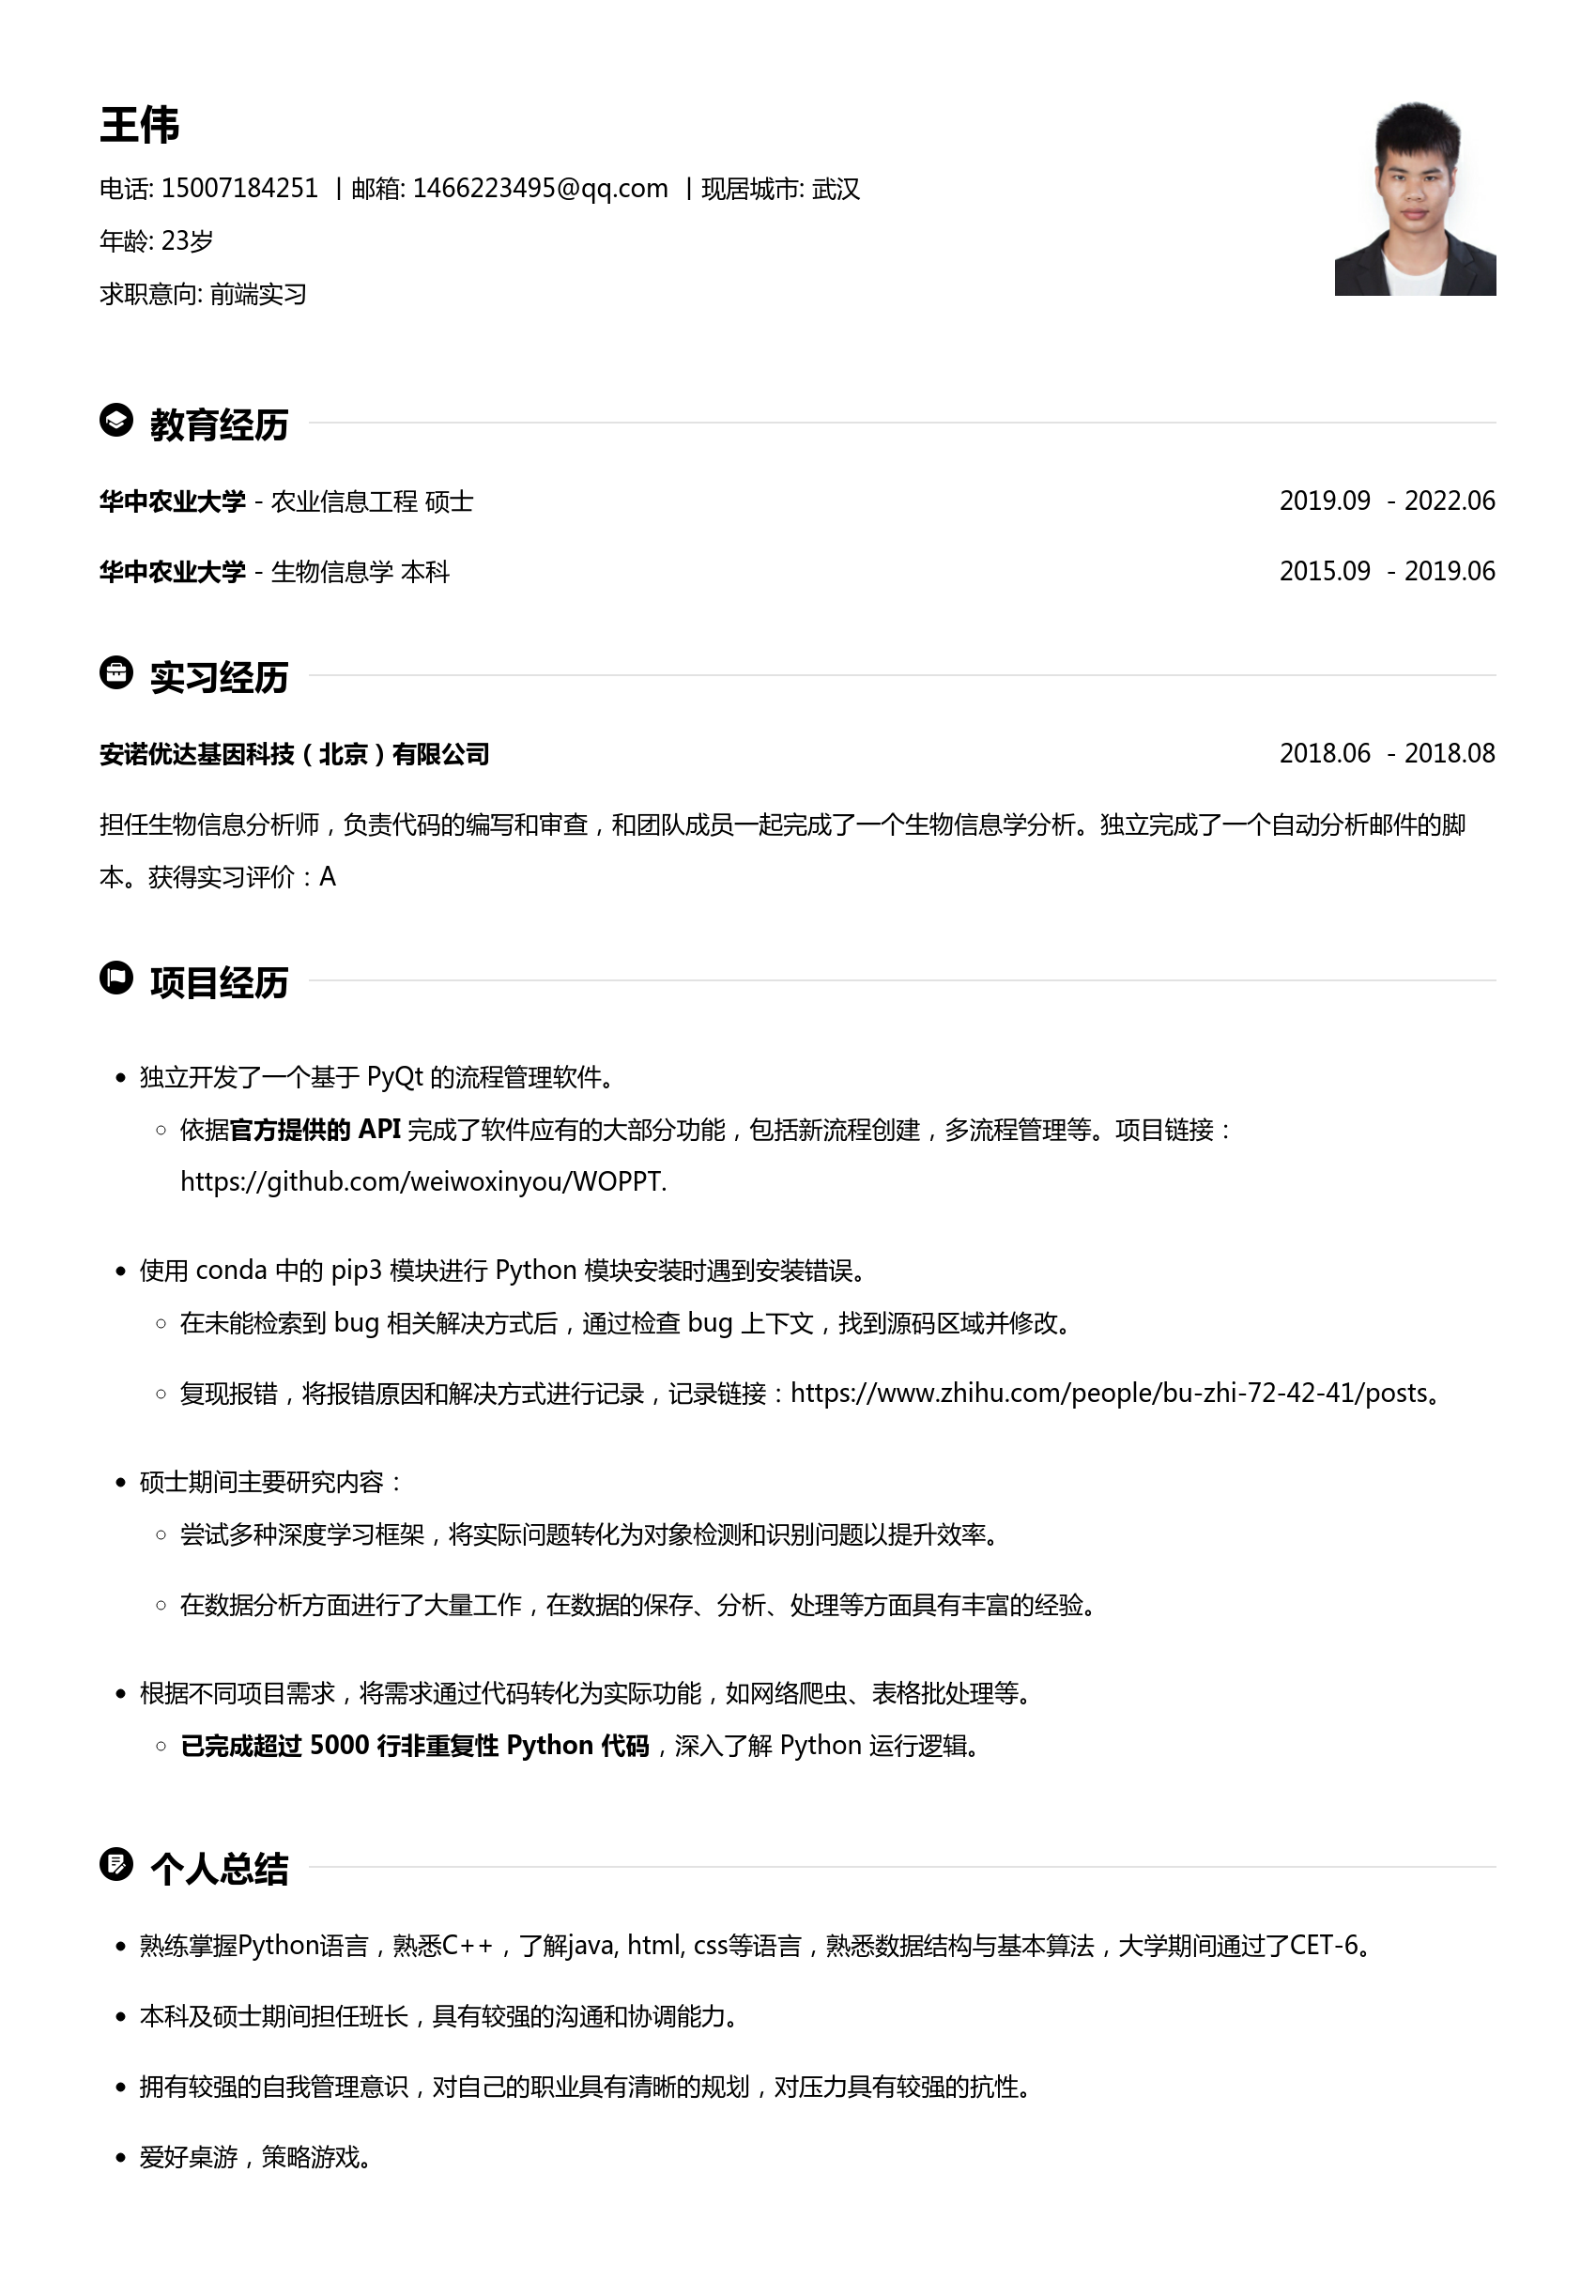 王伟
电话: 15007184251 | 邮箱: 1466223495@qq.com | 现居城市: 武汉
年龄: 23岁
求职意向: 前端实习
教育经历
华中农业大学 - 农业信息工程 硕士 2019.09 - 2022.06
华中农业大学 - 生物信息学 本科 2015.09 - 2019.06
实习经历
安诺优达基因科技（北京）有限公司 2018.06 - 2018.08
担任生物信息分析师，负责代码的编写和审查，和团队成员一起完成了一个生物信息学分析。独立完成了一个自动分析邮件的脚
本。获得实习评价：A
项目经历
• 独立开发了一个基于 PyQt 的流程管理软件。
◦ 依据官方提供的 API 完成了软件应有的大部分功能，包括新流程创建，多流程管理等。项目链接：
https://github.com/weiwoxinyou/WOPPT.
• 使用 conda 中的 pip3 模块进行 Python 模块安装时遇到安装错误。
◦ 在未能检索到 bug 相关解决方式后，通过检查 bug 上下文，找到源码区域并修改。
◦ 复现报错，将报错原因和解决方式进行记录，记录链接：https://www.zhihu.com/people/bu-zhi-72-42-41/posts。
• 硕士期间主要研究内容：
◦ 尝试多种深度学习框架，将实际问题转化为对象检测和识别问题以提升效率。
◦ 在数据分析方面进行了大量工作，在数据的保存、分析、处理等方面具有丰富的经验。
• 根据不同项目需求，将需求通过代码转化为实际功能，如网络爬虫、表格批处理等。
◦ 已完成超过 5000 行非重复性 Python 代码，深入了解 Python 运行逻辑。
个人总结
• 熟练掌握Python语言，熟悉C++，了解java, html, css等语言，熟悉数据结构与基本算法，大学期间通过了CET-6。
• 本科及硕士期间担任班长，具有较强的沟通和协调能力。
• 拥有较强的自我管理意识，对自己的职业具有清晰的规划，对压力具有较强的抗性。
• 爱好桌游，策略游戏。